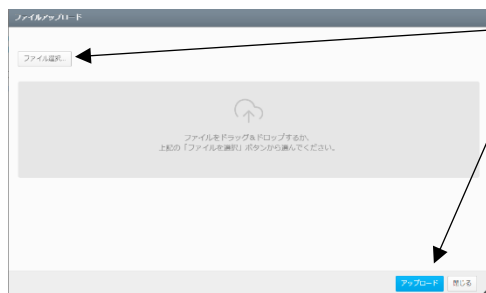 ファイルアップロード
ファイル選択...
ファイルをドラッグ&ドロップするか、
上記の「ファイルを選択」ボタンから選んでください。
アップロード 閉じる